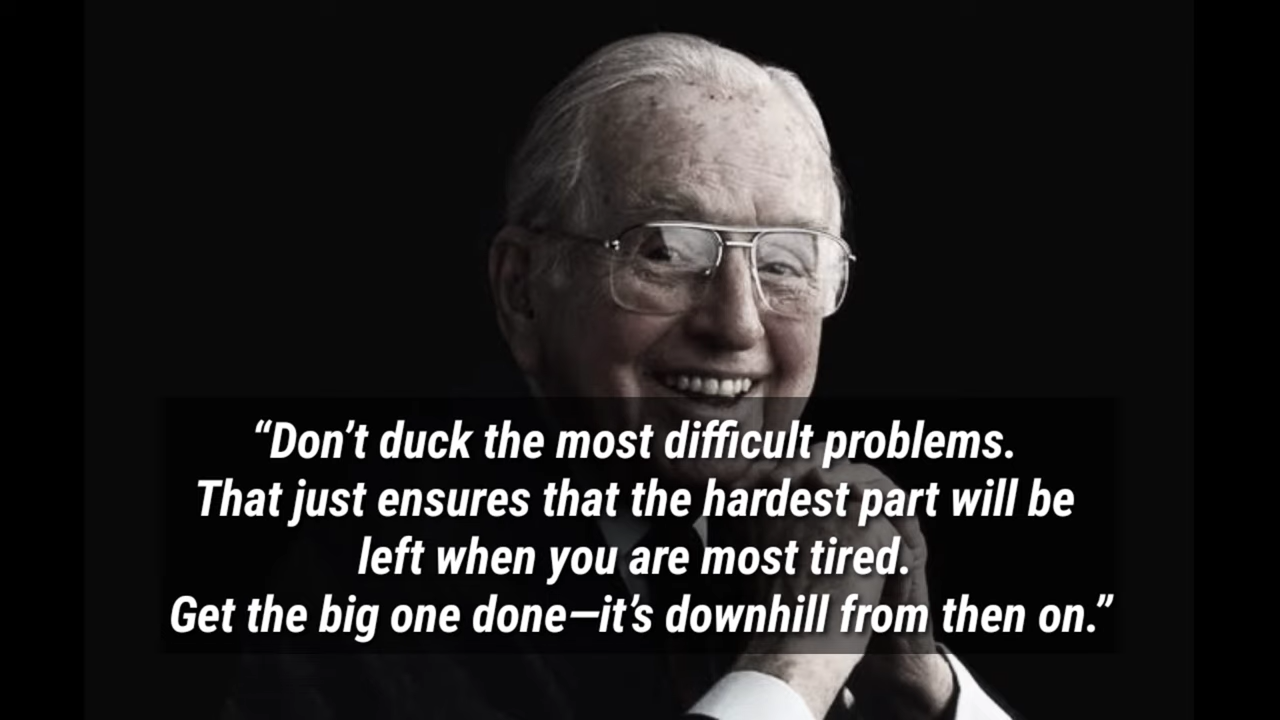 “Don’t duck the most difficult problems.
That just ensures that the hardest part will be
left when you are most tired.
Get the big one done—it’s downhill from then on.”